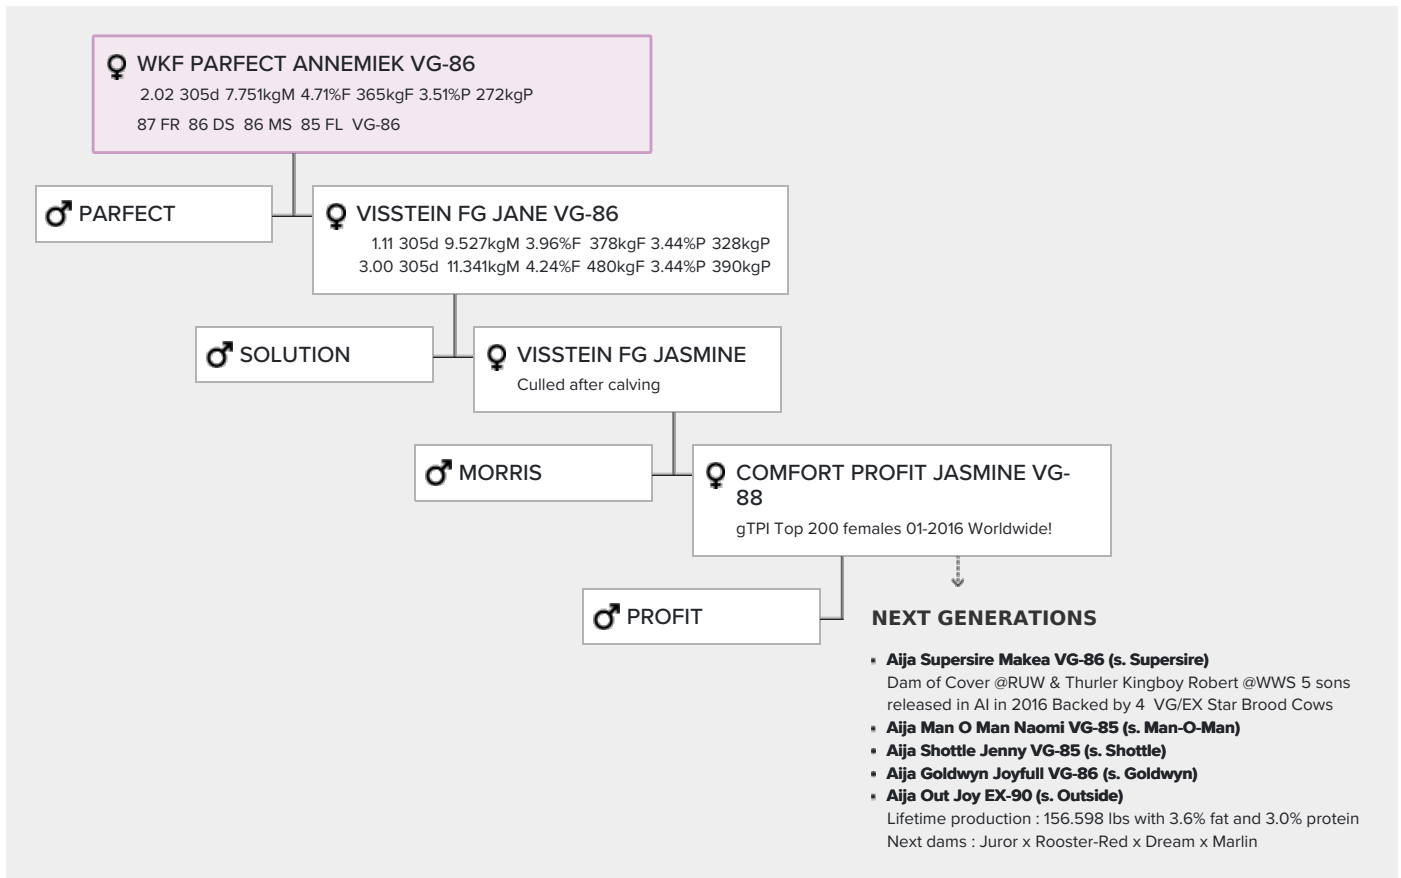 WKF PARFECT ANNEMIEK VG-86
2.02 305d 7.751kgM 4.71%F 365kgF 3.51%P 272kgP
87 FR 86 DS 86 MS 85 FL VG-86
PARFECT
VISSTEIN FG JANE VG-86
1.11 305d 9.527kgM 3.96%F 378kgF 3.44%P 328kgP
3.00 305d 11.341kgM 4.24%F 480kgF 3.44%P 390kgP
SOLUTION
VISSTEIN FG JASMINE
Culled after calving
MORRIS
COMFORT PROFIT JASMINE VG-
88
gTPI Top 200 females 01-2016 Worldwide!
PROFIT
NEXT GENERATIONS
▪ Aija Supersire Makea VG-86 (s. Supersire)
Dam of Cover @RUW & Thurler Kingboy Robert @WWS 5 sons
released in AI in 2016 Backed by 4 VG/EX Star Brood Cows
▪ Aija Man O Man Naomi VG-85 (s. Man-O-Man)
▪ Aija Shottle Jenny VG-85 (s. Shottle)
▪ Aija Goldwyn Joyfull VG-86 (s. Goldwyn)
▪ Aija Out Joy EX-90 (s. Outside)
Lifetime production : 156.598 lbs with 3.6% fat and 3.0% protein
Next dams : Juror x Rooster-Red x Dream x Marlin